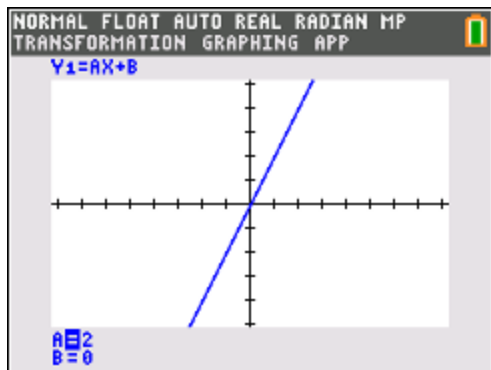 NORMAL FLOAT AUTO REAL RADIAN MP
TRANSFORMATION GRAPHING APP
Y1=AX+B
A=2
B=0